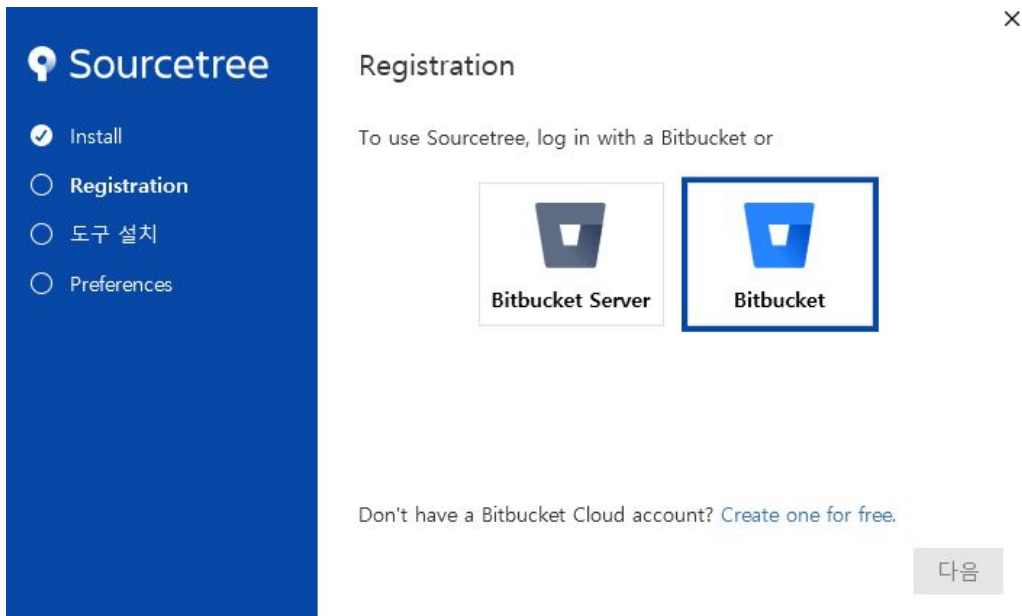 Sourcetree
Install
Registration
도구 설치
Preferences
Registration
To use Sourcetree, log in with a Bitbucket or
Bitbucket Server
Bitbucket
Don't have a Bitbucket Cloud account? Create one for free.
다음